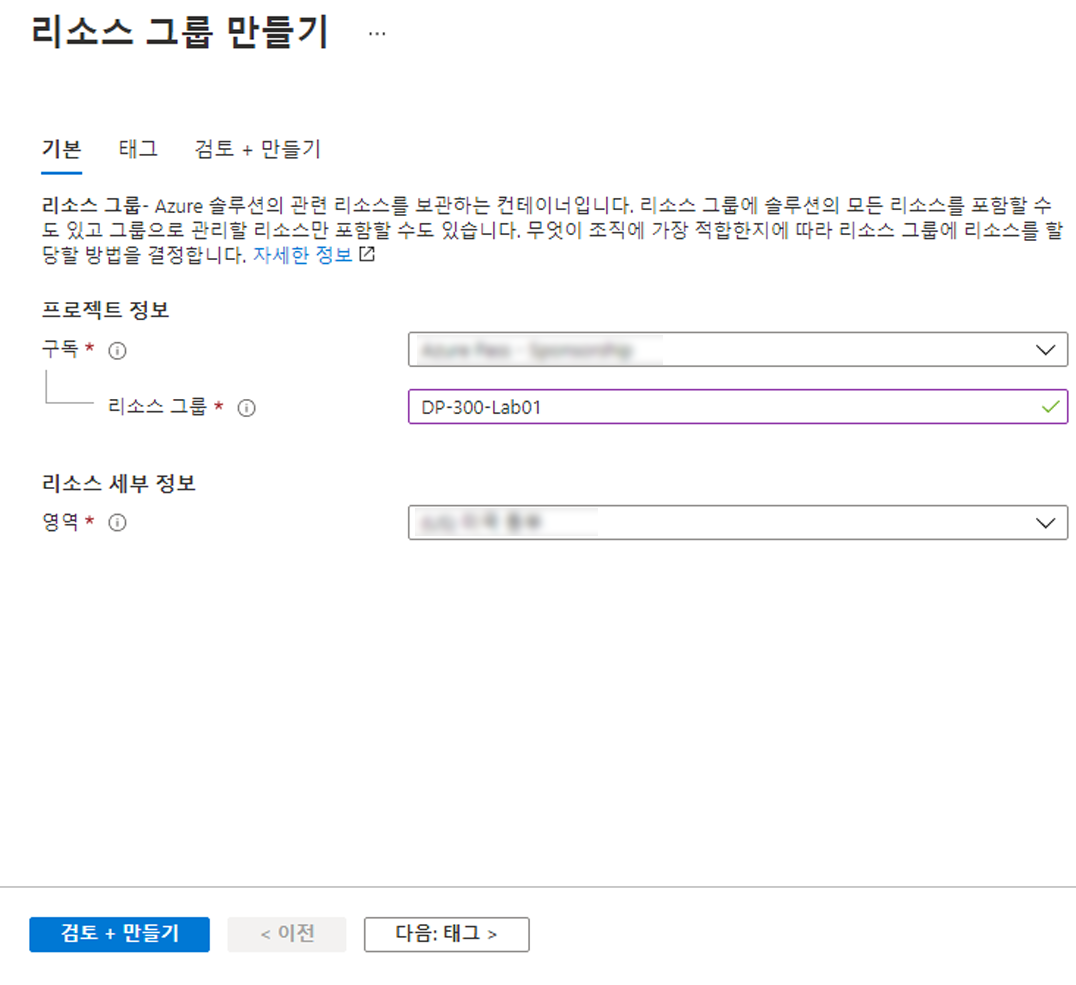 리소스 그룹 만들기 ...
기본 태그 검토 + 만들기
리소스 그룹- Azure 솔루션의 관련 리소스를 보관하는 컨테이너입니다. 리소스 그룹에 솔루션의 모든 리소스를 포함할 수
도 있고 그룹으로 관리할 리소스만 포함할 수도 있습니다. 무엇이 조직에 가장 적합한지에 따라 리소스 그룹에 리소스를 할
당할 방법을 결정합니다. 자세한 정보
프로젝트 정보
구독 *
리소스 그룹 * DP-300-Lab01
리소스 세부 정보
영역 *
검토 + 만들기 < 이전 다음: 태그 >